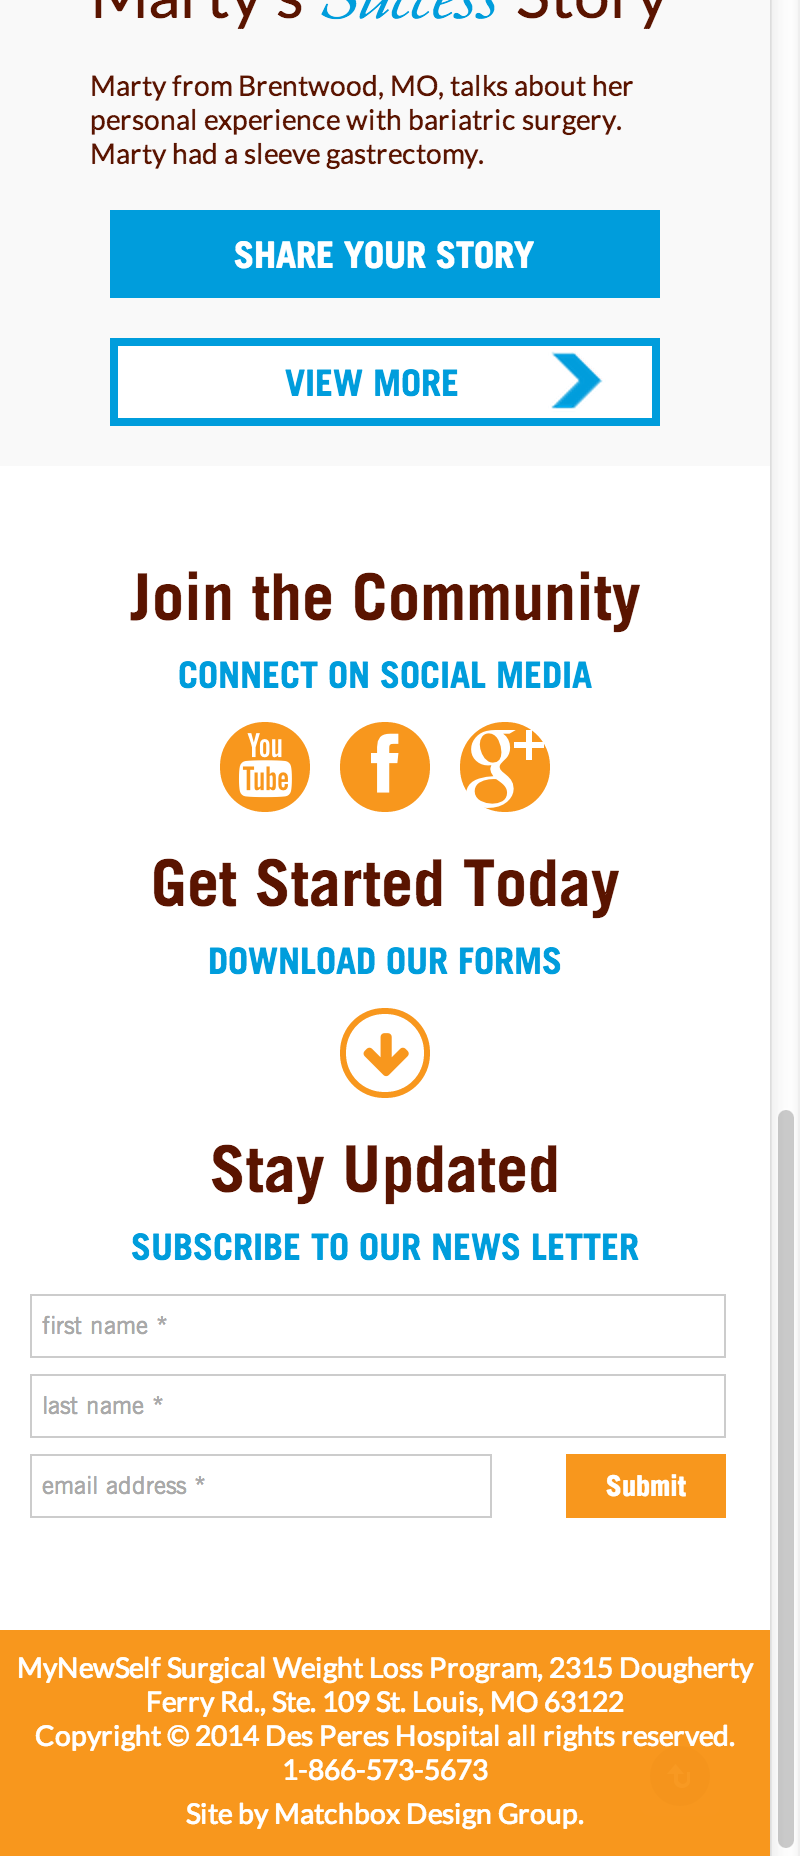 Marty's Success Story
Marty from Brentwood, MO, talks about her
personal experience with bariatric surgery.
Marty had a sleeve gastrectomy.
SHARE YOUR STORY
VIEW MORE
Join the Community
CONNECT ON SOCIAL MEDIA
You
Tube
f
g+
Get Started Today
DOWNLOAD OUR FORMS
Stay Updated
SUBSCRIBE TO OUR NEWS LETTER
first name *
last name *
email address *
Submit
MyNewSelf Surgical Weight Loss Program, 2315 Dougherty
Ferry Rd., Ste. 109 St. Louis, MO 63122
Copyright © 2014 Des Peres Hospital all rights reserved.
1-866-573-5673
Site by Matchbox Design Group.